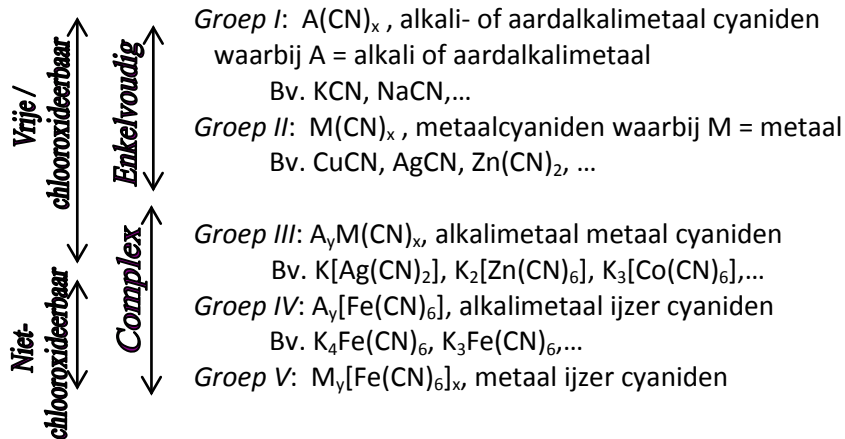 Groep I: A(CN)ₓ , alkali- of aardalkalimetaal cyaniden
waarbij A = alkali of aardalkalimetaal
Bv. KCN, NaCN,...
Groep II: M(CN)ₓ , metaalcyaniden waarbij M = metaal
Bv. CuCN, AgCN, Zn(CN)₂, ...
Groep III: AᵧM(CN)ₓ, alkalimetaal metaal cyaniden
Bv. K[Ag(CN)₂], K₂[Zn(CN)₆], K₃[Co(CN)₆],...
Groep IV: Aᵧ[Fe(CN)₆], alkalimetaal ijzer cyaniden
Bv. K₄Fe(CN)₆, K₃Fe(CN)₆,...
Groep V: Mᵧ[Fe(CN)₆]ₓ, metaal ijzer cyaniden
Vrije /
chlooroxideerbaar
Niet-
chlooroxideerbaar
Enkelvoudig
Complex